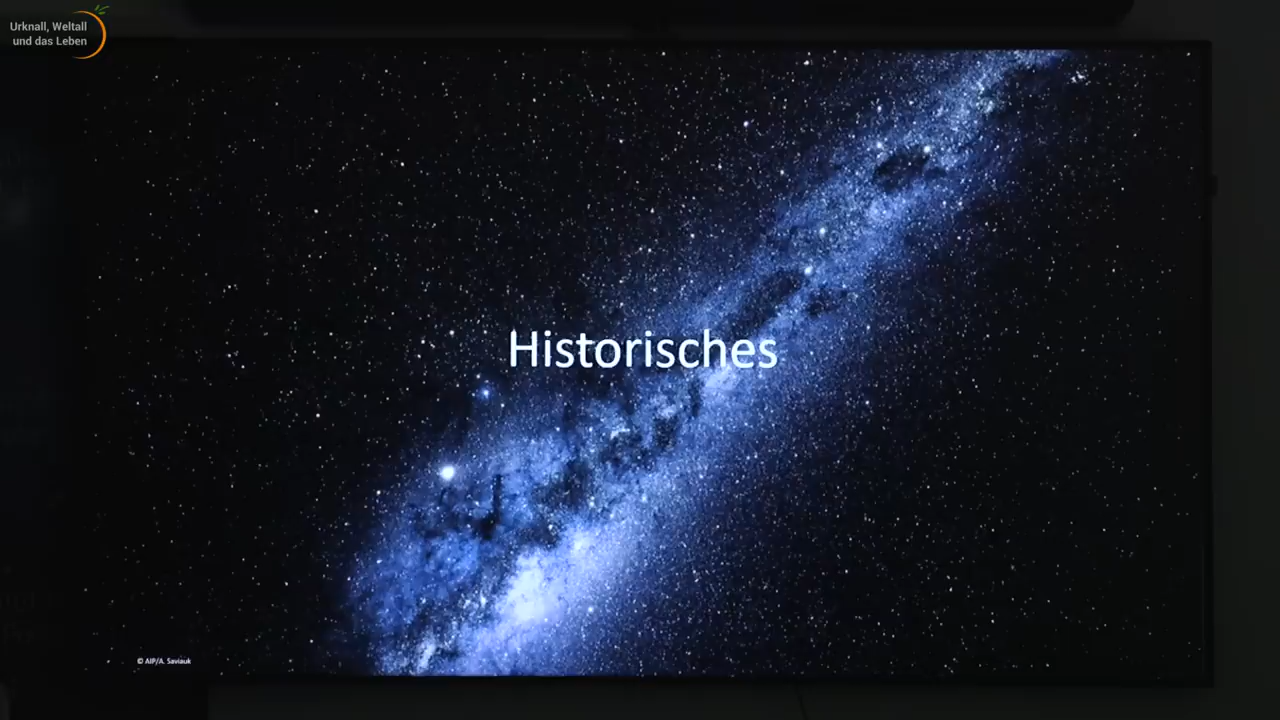 Urknall, Weltall
und das Leben
Historisches
© AIP/A. Saviauk